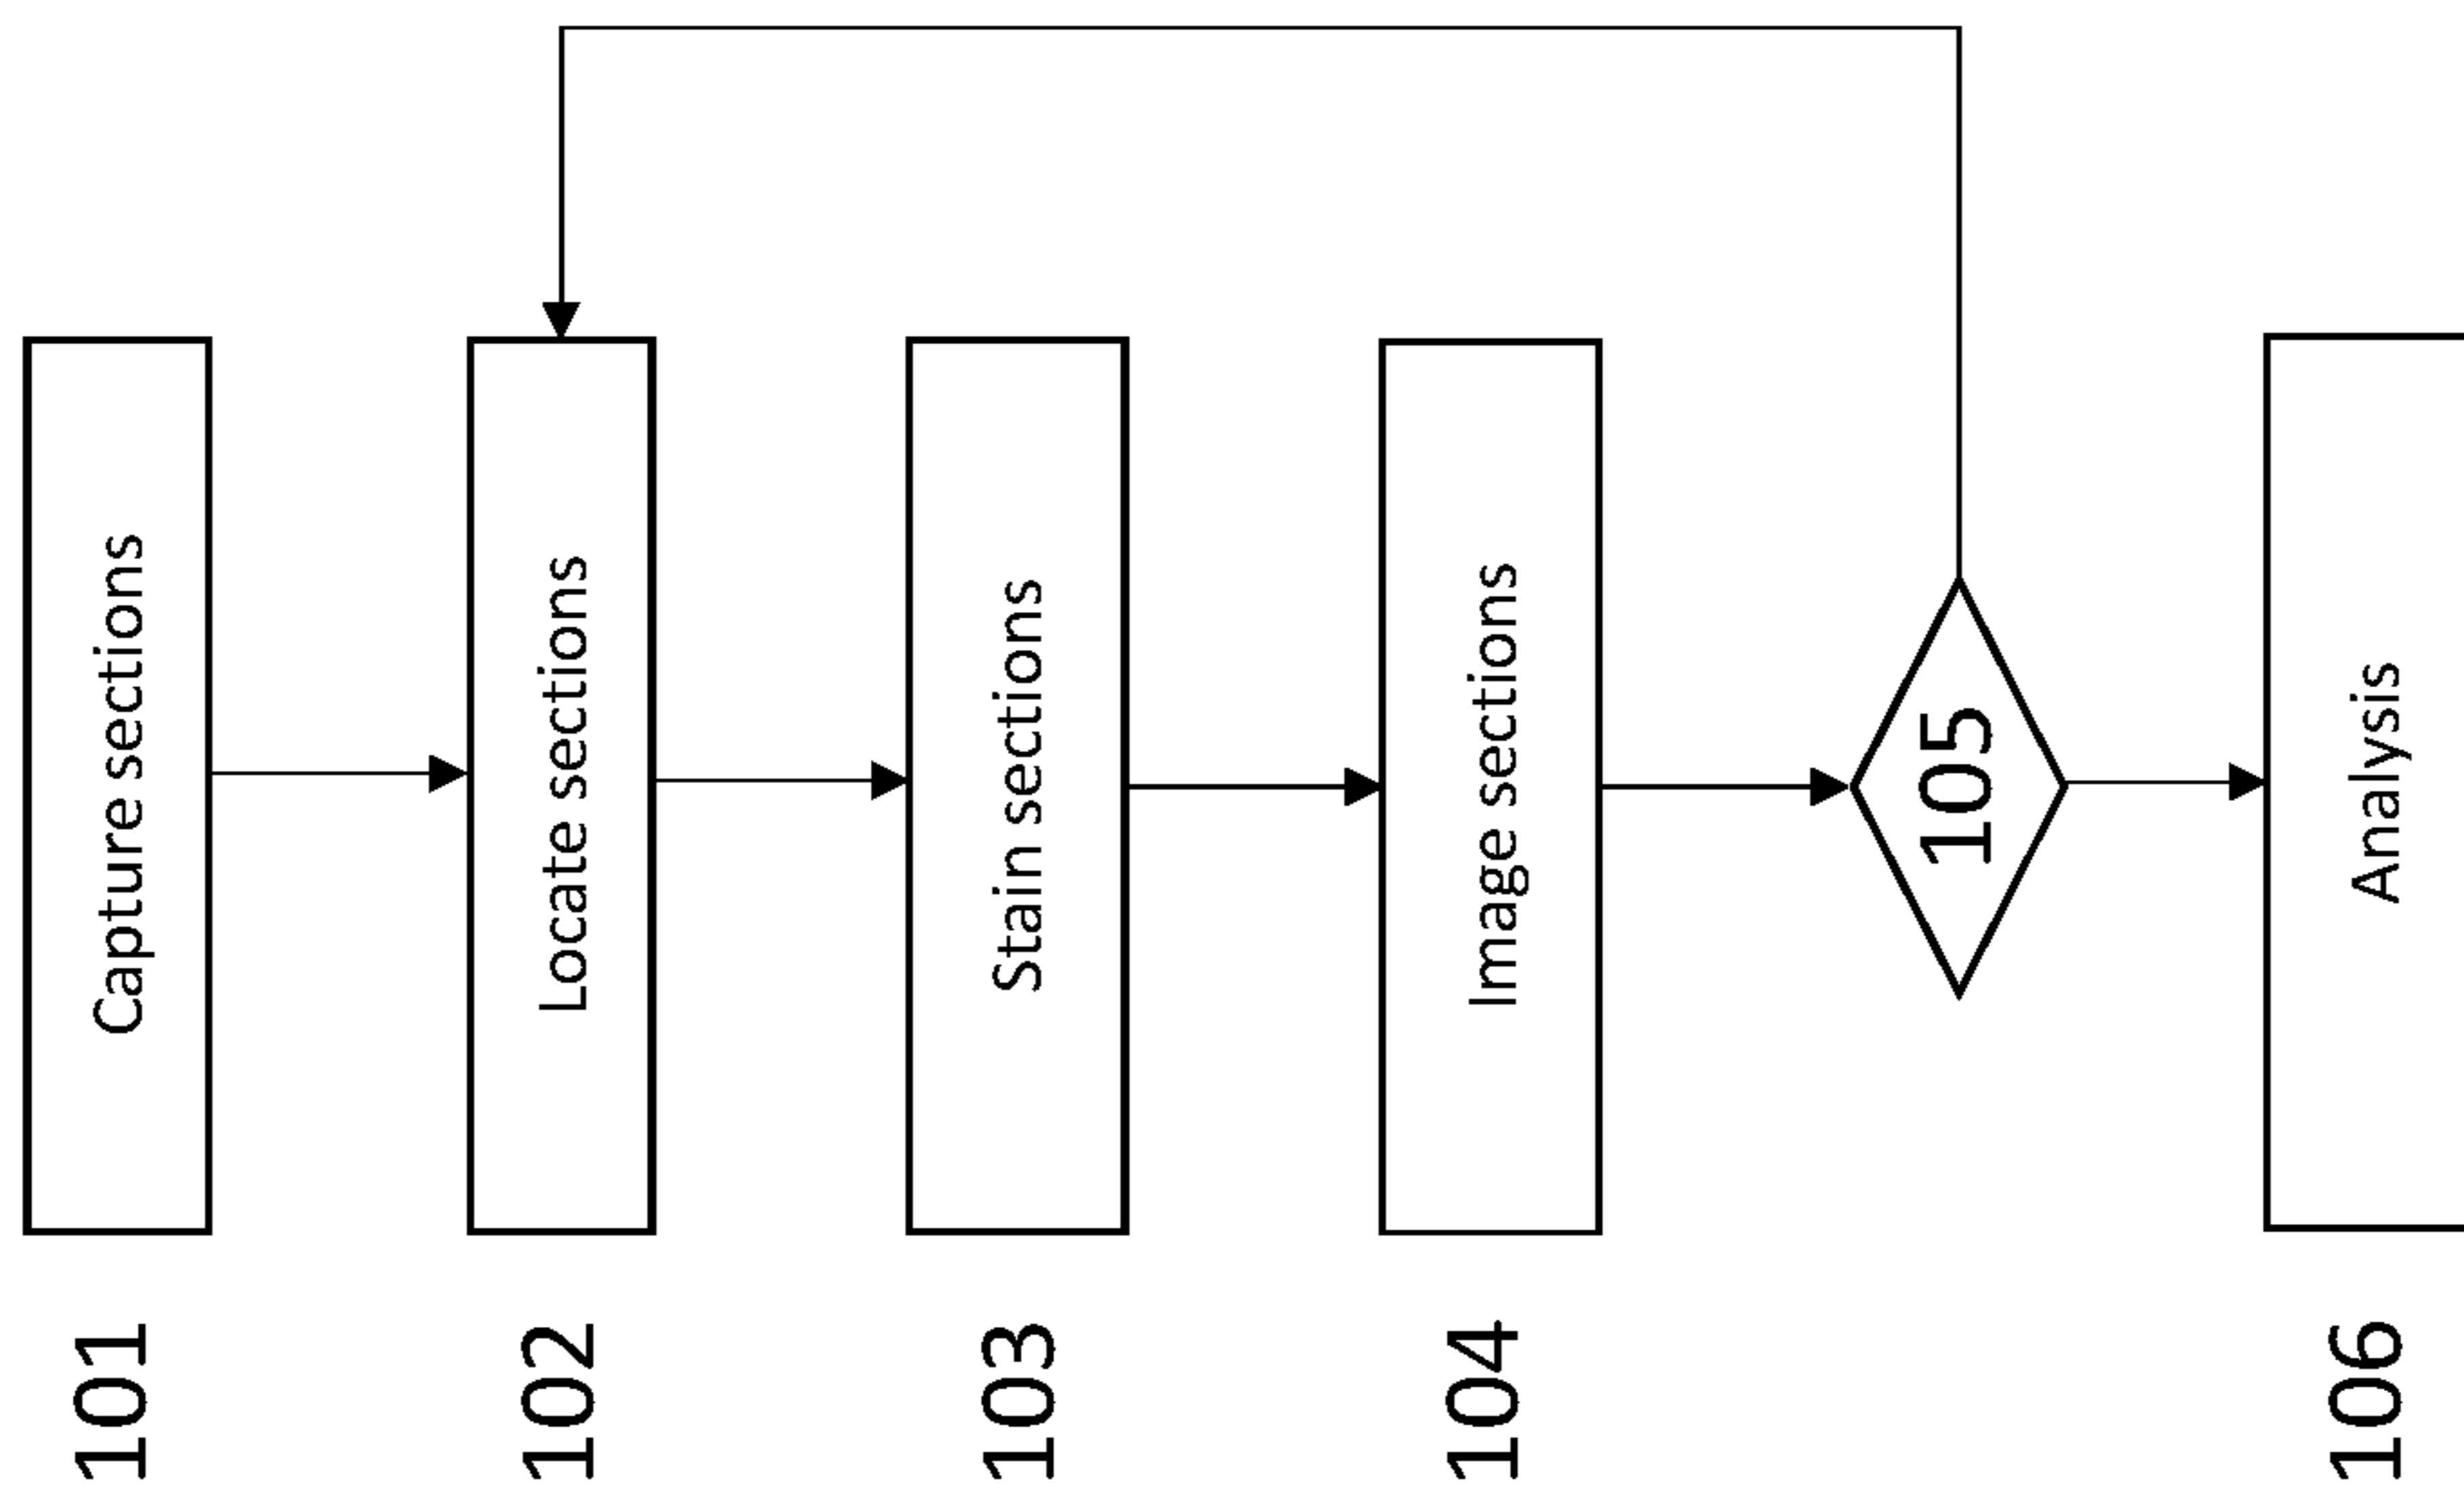 101
Capture sections
102
Locate sections
103
Stain sections
104
Image sections
105
106
Analysis